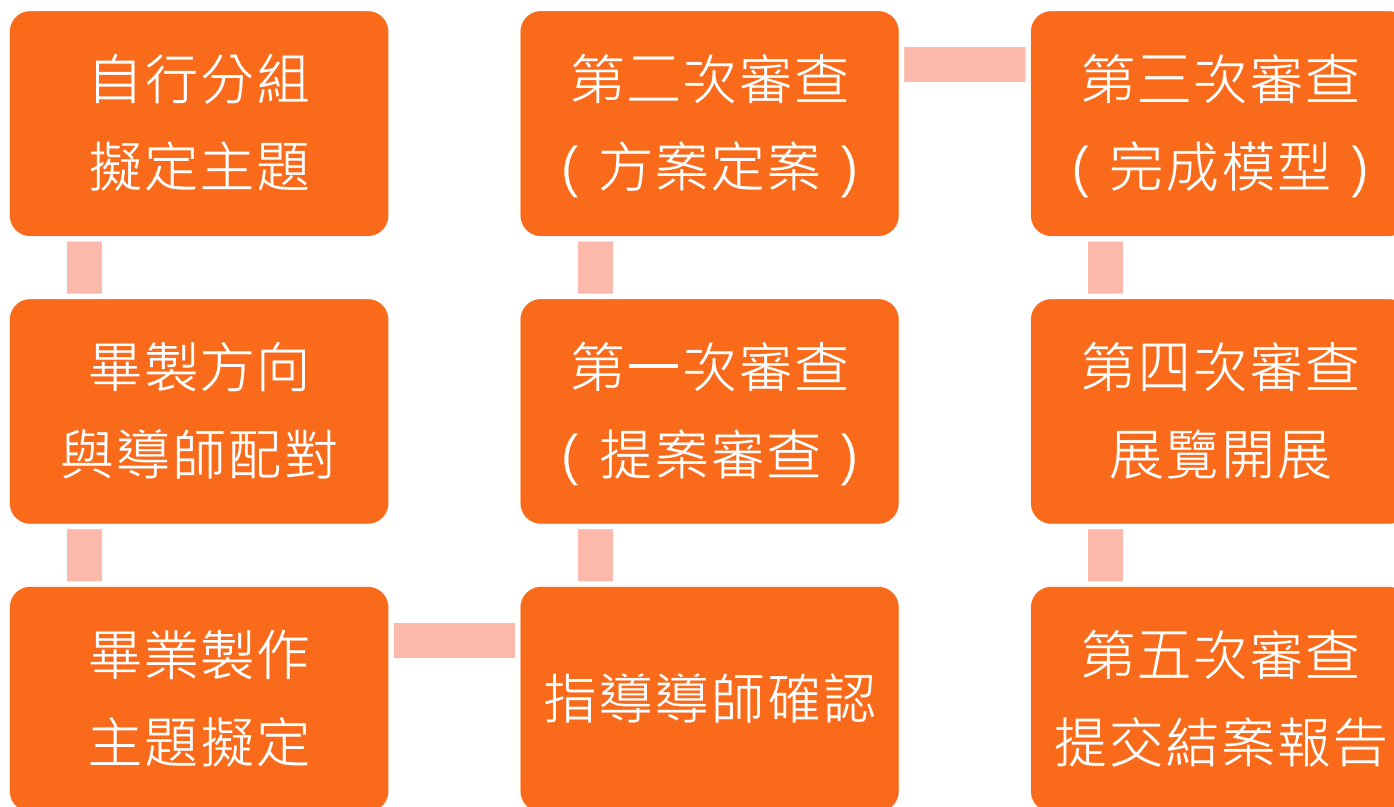 自行分組
擬定主題
畢製方向
與導師配對
畢業製作
主題擬定
指導導師確認
第一次審查
(提案審查)
第二次審查
(方案定案)
第三次審查
(完成模型)
第四次審查
展覽開展
第五次審查
提交結案報告